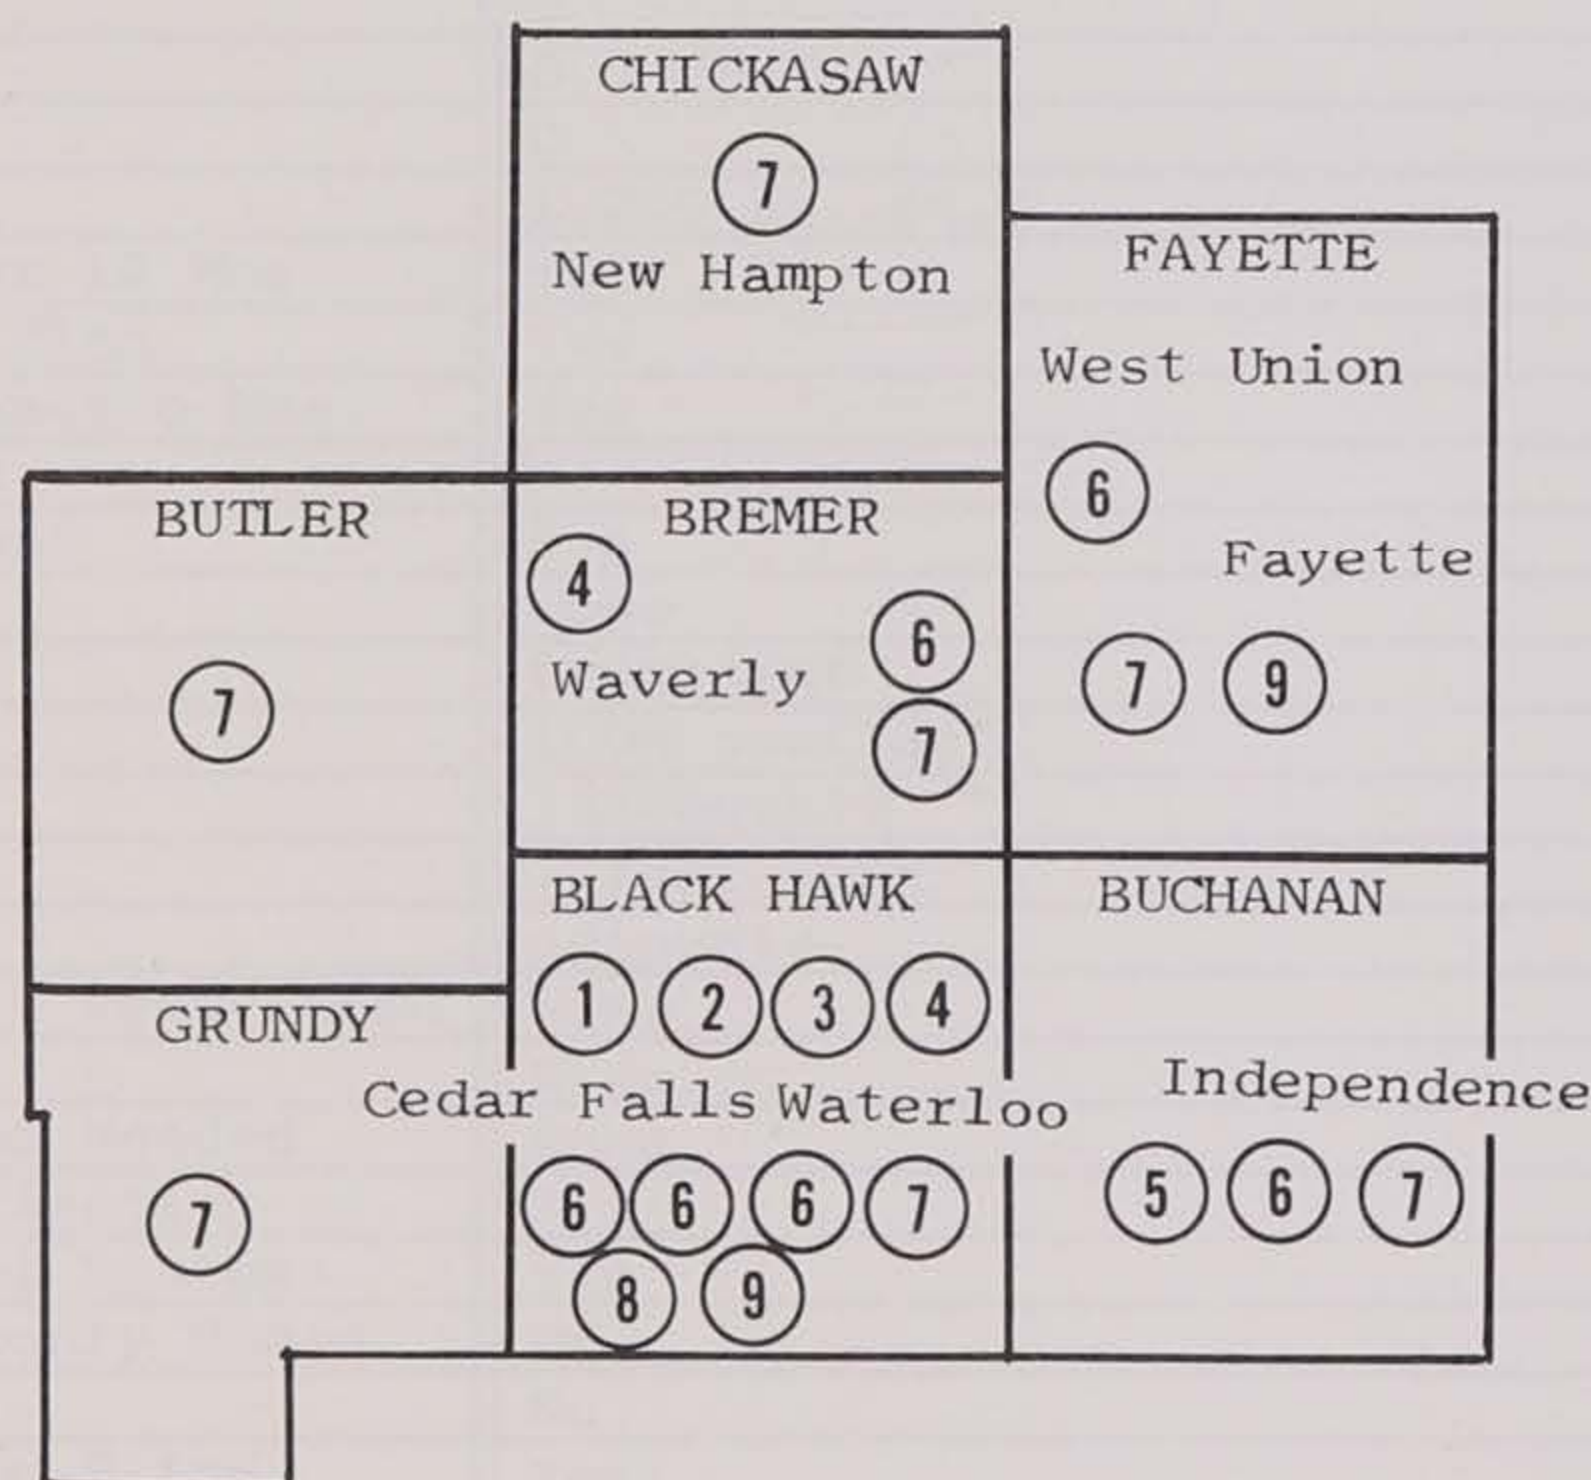 CHICKASAW
7
New Hampton
FAYETTE
West Union
6
Fayette
7 9
BUTLER
7
BREMER
4
6
Waverly
7
BLACK HAWK
1 2 3 4
Cedar Falls Waterloo
6 6 6 7
8 9
BUCHANAN
Independence
5 6 7
GRUNDY
7